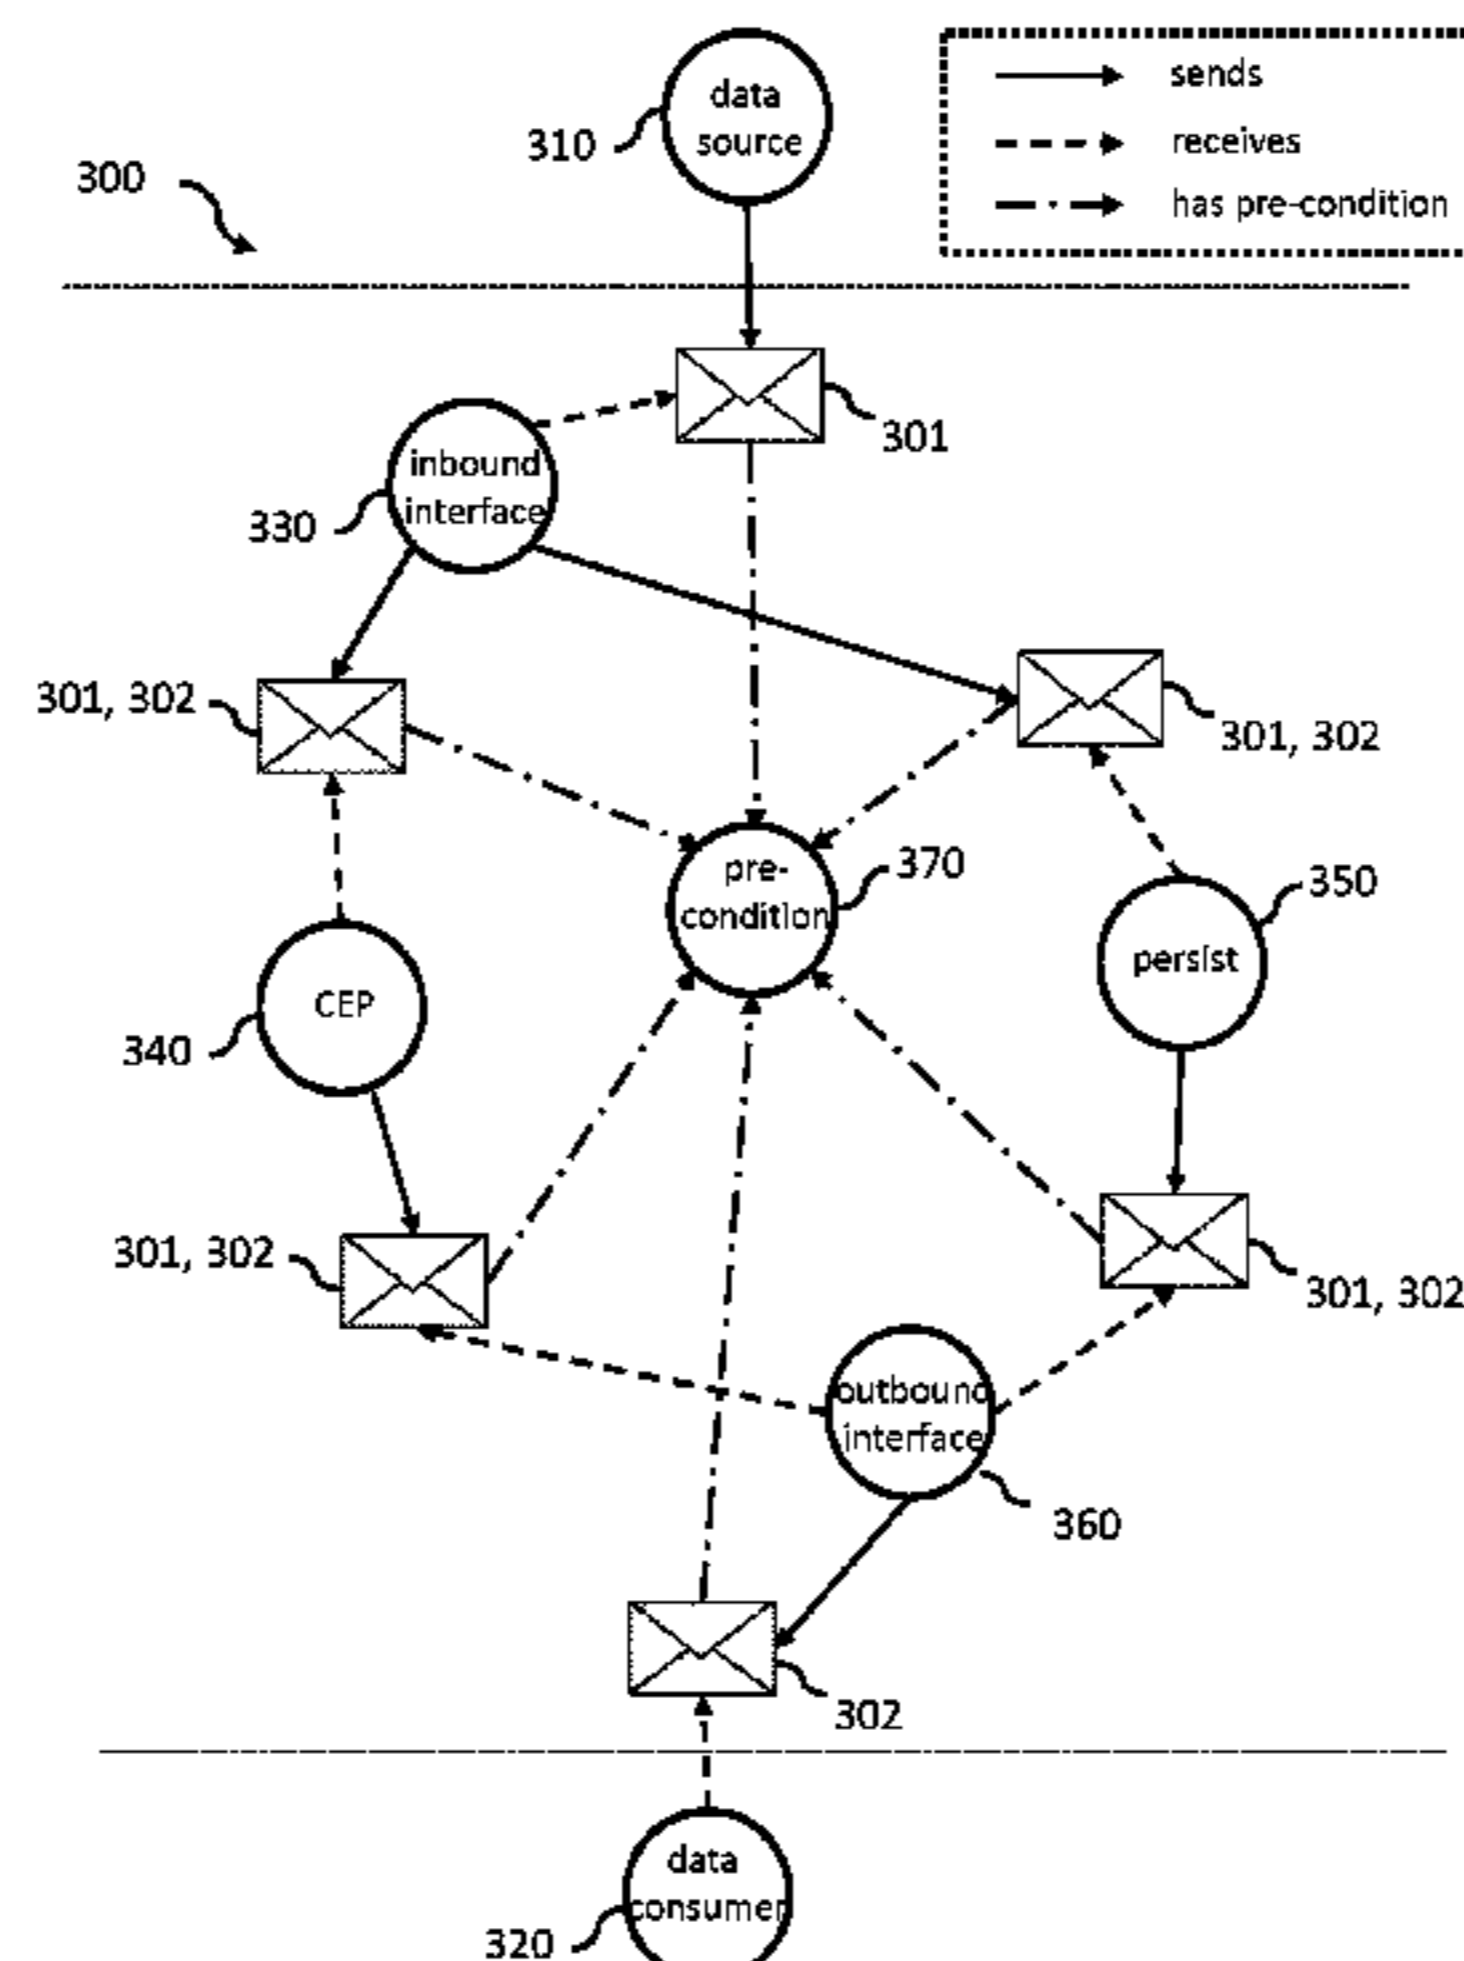 data
source
310
sends
receives
has pre-condition
300
301
inbound
interface
330
301, 302
301, 302
pre-
condition
370
350
persist
CEP
340
301, 302
301, 302
outbound
interface
360
302
data
consumer
320